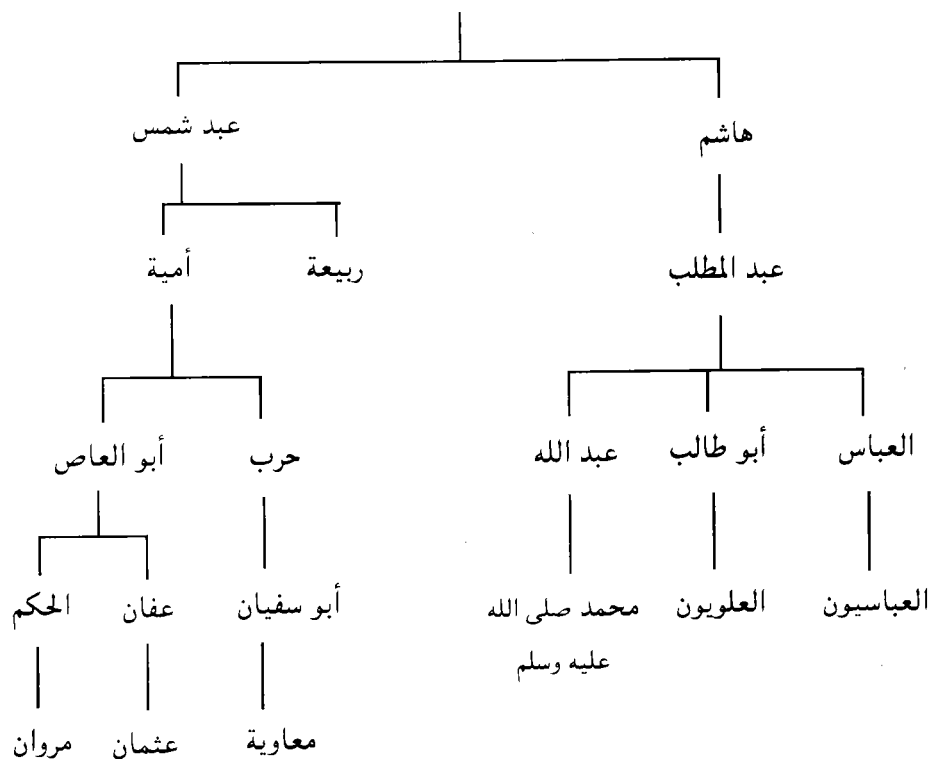 هاشم عبد شمس
عبد المطلب ربيعة أمية
العباس أبو طالب عبد الله حرب أبو العاص
العباسيون العلويون محمد صلى الله أبو سفيان عفان الحكم
عليه وسلم
معاوية عثمان مروان